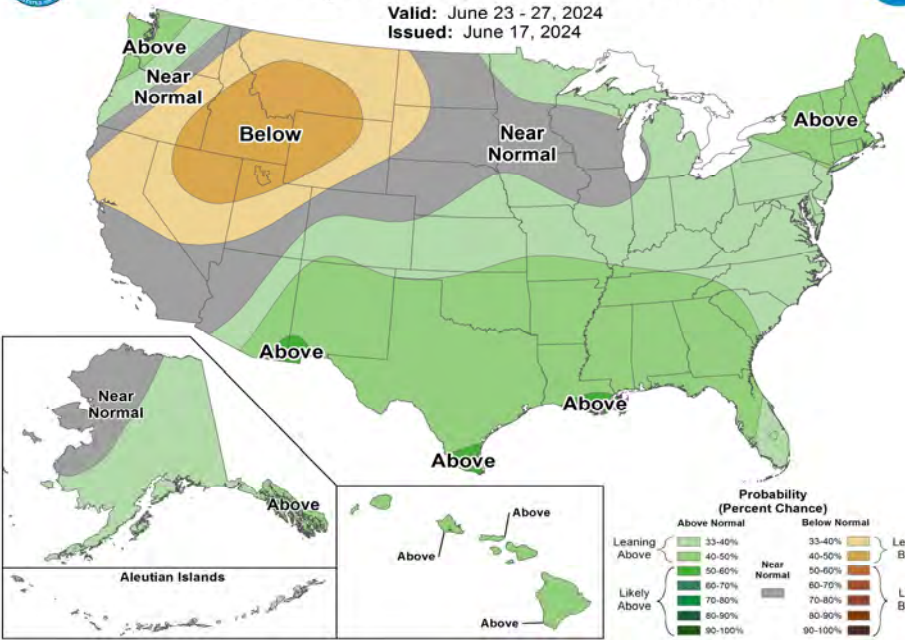 Valid: June 23 - 27, 2024
Issued: June 17, 2024
Above
Near
Normal
Below
Near
Normal
Above
Above
Above
Above
Near
Normal
Above
Aleutian Islands
Above
Above
Above
Probability
(Percent Chance)
Above Normal
Below Normal
Leaning
Above
33-40%
40-50%
50-60%
60-70%
70-80%
80-90%
90-100%
Likely
Above
Near
Normal
33-40%
40-50%
50-60%
60-70%
70-80%
80-90%
90-100%
Le
B
L
B